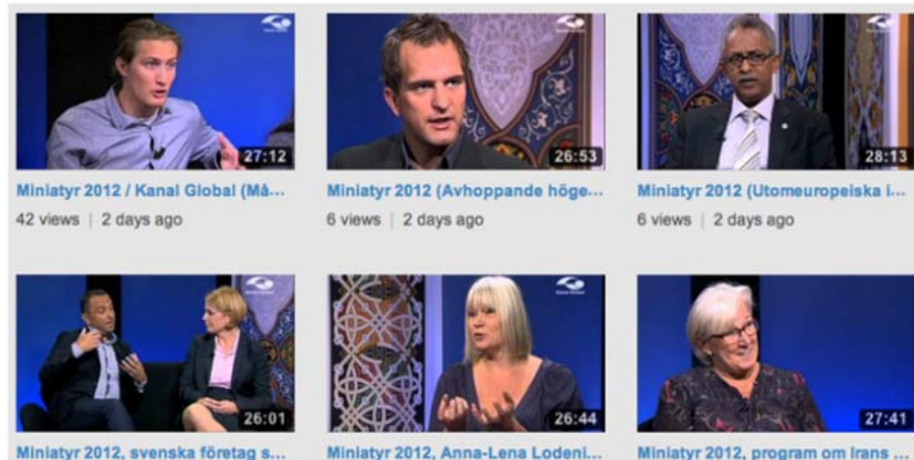 27:12
26:53
28:13
Miniatyr 2012 / Kanal Global (Må...
Miniatyr 2012 (Avhoppande höge...
Miniatyr 2012 (Utomeuropeiska i...
42 views | 2 days ago
6 views | 2 days ago
6 views | 2 days ago
26:01
26:44
27:41
Miniatyr 2012, svenska företag s...
Miniatyr 2012, Anna-Lena Lodeni...
Miniatyr 2012, program om Irans ...